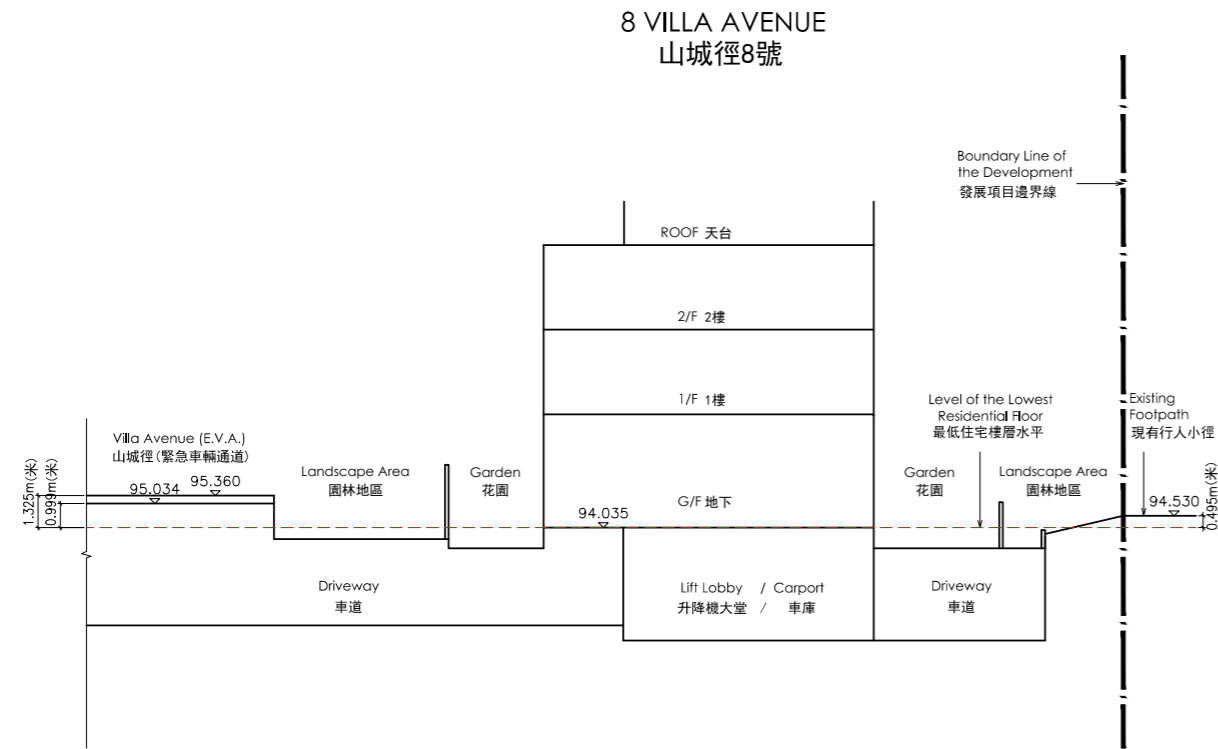 8 VILLA AVENUE
山城徑8號
Boundary Line of
the Development
發展項目邊界線
ROOF 天台
2/F 2樓
1/F 1樓
Level of the Lowest
Residential Floor
最低住宅樓層水平
Existing
Footpath
現有行人小徑
Villa Avenue (E.V.A.)
山城徑(緊急車輛通道)
95.034
95.360
1.325m(米)
0.999m(米)
Landscape Area
園林地區
Garden
花園
94.035
G/F 地下
Garden
花園
Landscape Area
園林地區
94.530
0.495m(米)
Driveway
車道
Lift Lobby / Carport
升降機大堂 / 車庫
Driveway
車道